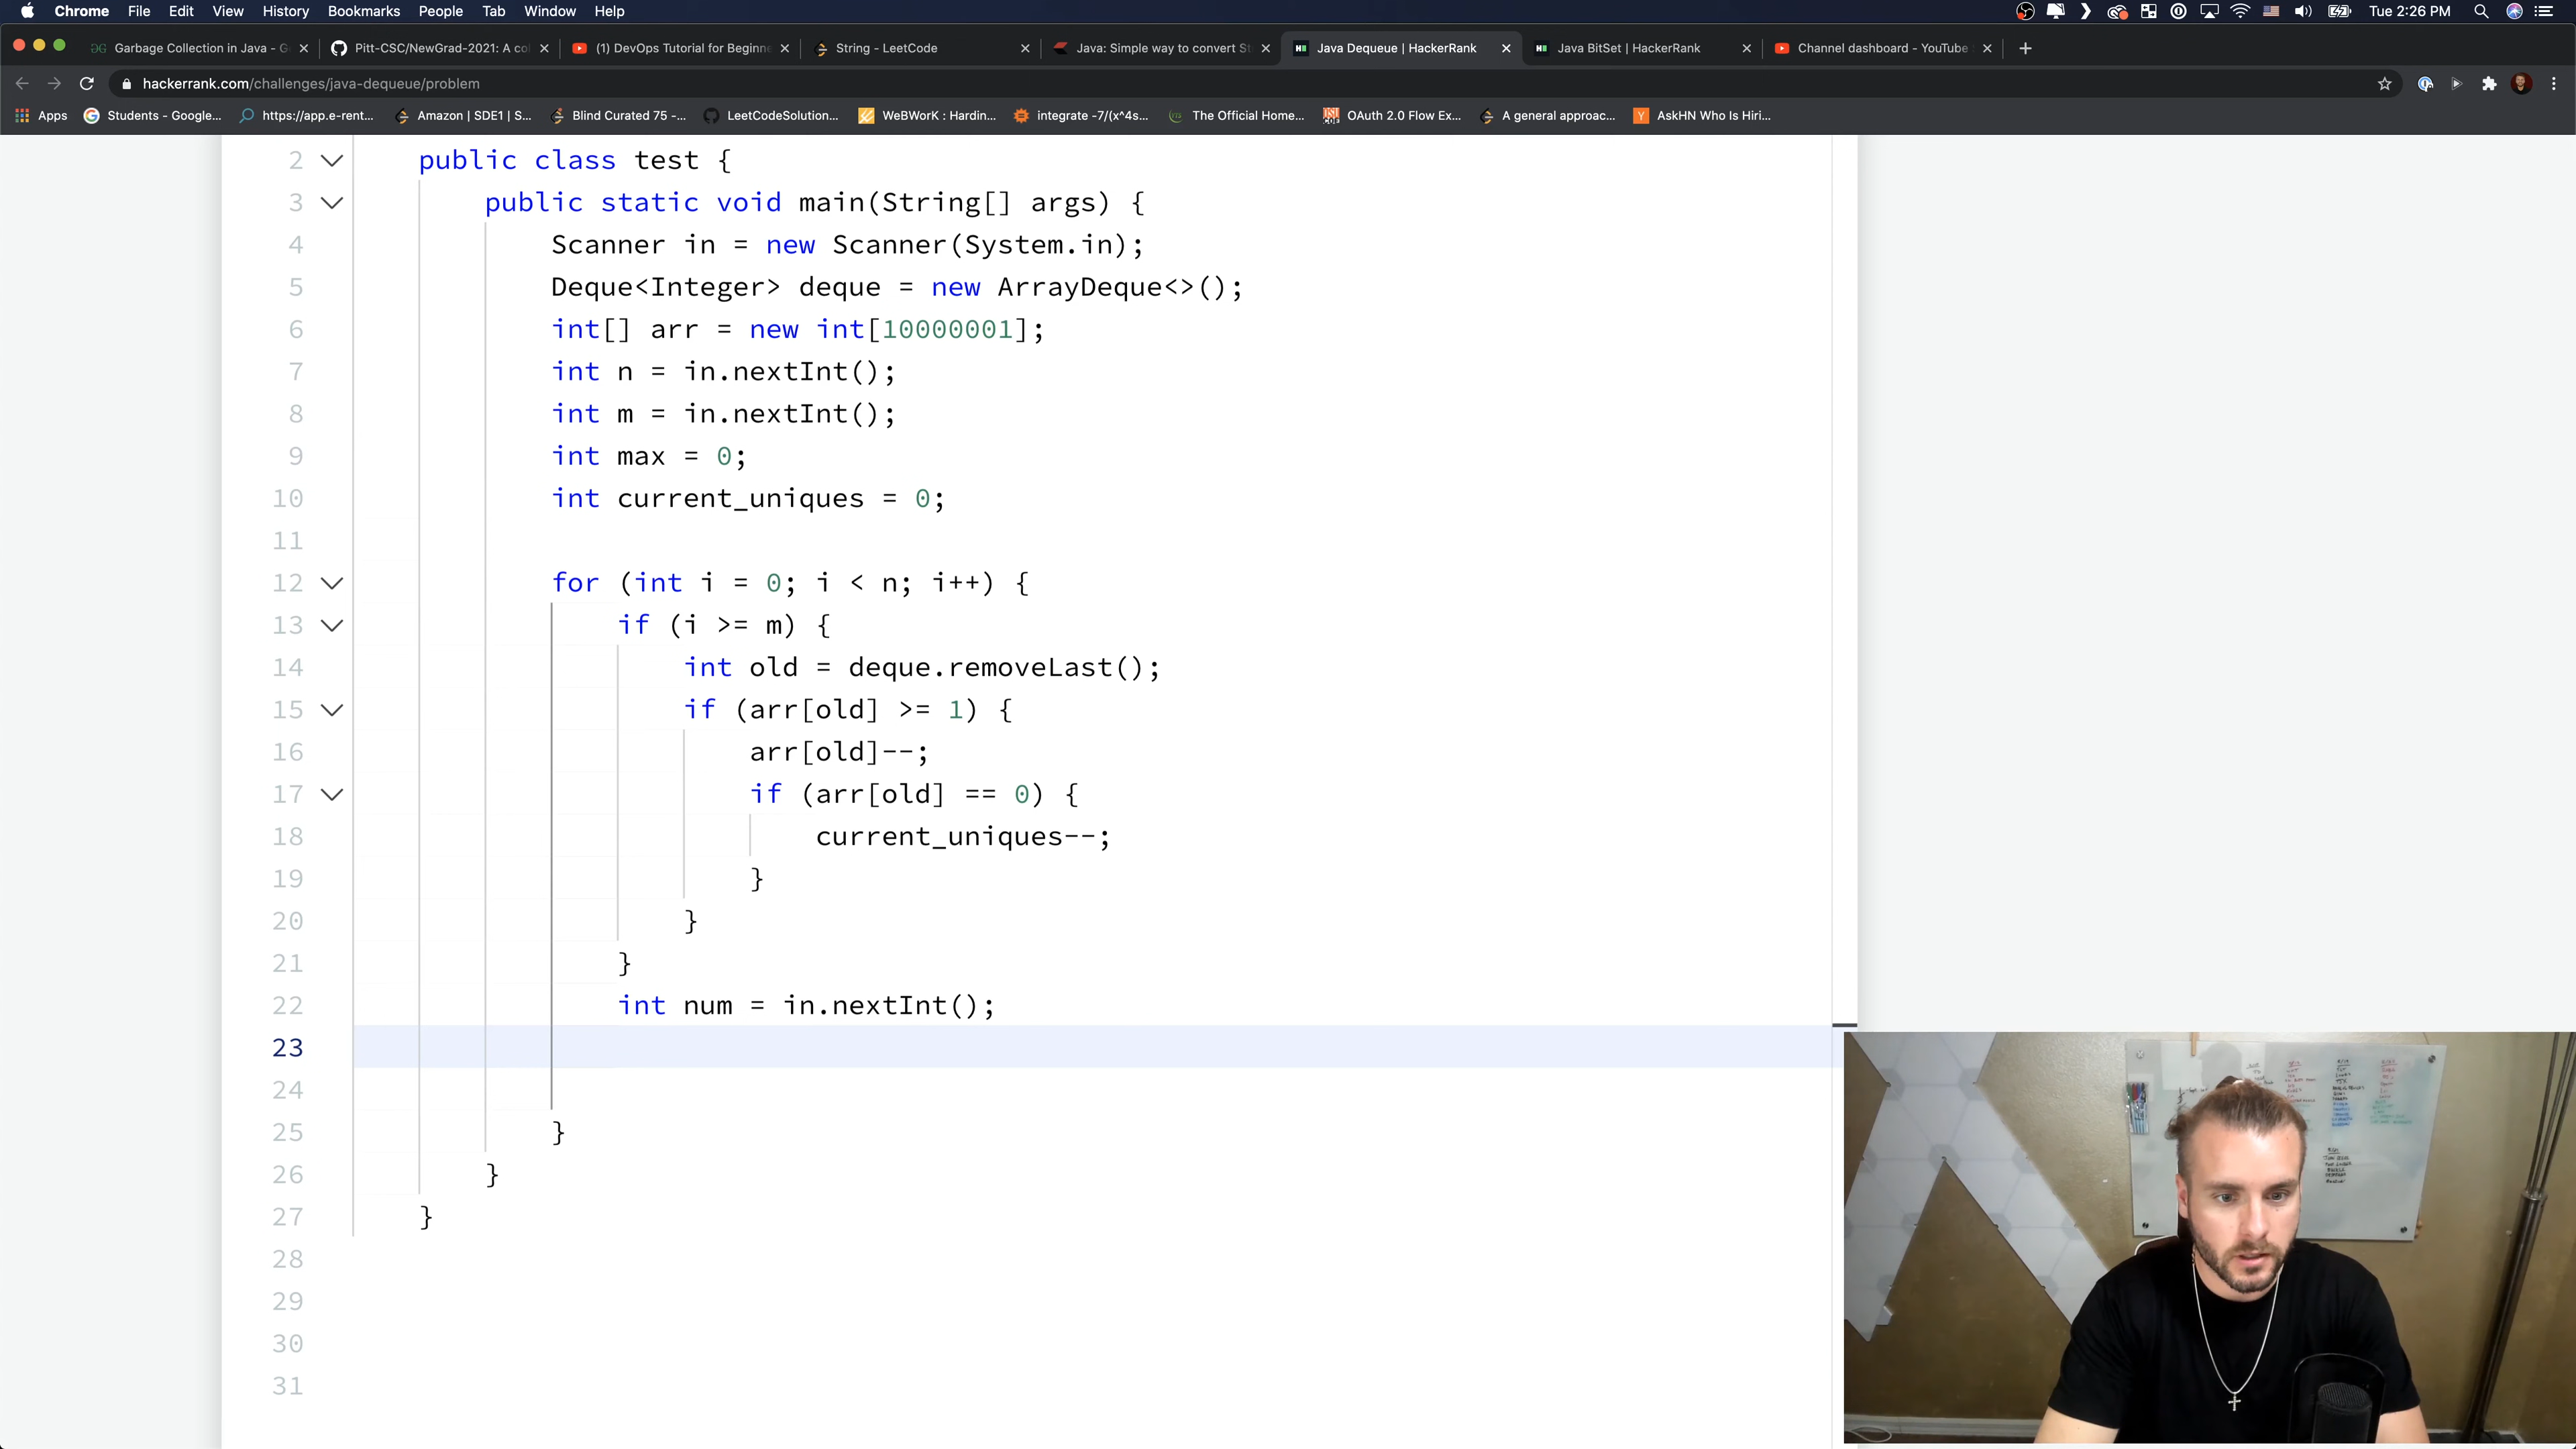 Chrome File Edit View History Bookmarks People Tab Window Help Tue 2:26 PM
Garbage Collection in Java - G Pitt-CSC/NewGrad-2021: A co (1) DevOps Tutorial for Beginne String - LeetCode Java: Simple way to convert St Java Dequeue | HackerRank Java BitSet | HackerRank Channel dashboard - YouTube
hackerrank.com/challenges/java-dequeue/problem
Apps Students - Google... https://app.e-rent... Amazon | SDE1 | S... Blind Curated 75 -... LeetCodeSolution... WeBWorK : Hardin... integrate -7/(x^4s... The Official Home... OAuth 2.0 Flow Ex... A general approac... AskHN Who Is Hiri...
2 public class test {
3 public static void main(String[] args) {
4 Scanner in = new Scanner(System.in);
5 Deque<Integer> deque = new ArrayDeque<>();
6 int[] arr = new int[10000001];
7 int n = in.nextInt();
8 int m = in.nextInt();
9 int max = 0;
10 int current_uniques = 0;
11
12 for (int i = 0; i < n; i++) {
13 if (i >= m) {
14 int old = deque.removeLast();
15 if (arr[old] >= 1) {
16 arr[old]--;
17 if (arr[old] == 0) {
18 current_uniques--;
19 }
20 }
21 }
22 int num = in.nextInt();
23
24
25 }
26 }
27 }
28
29
30
31